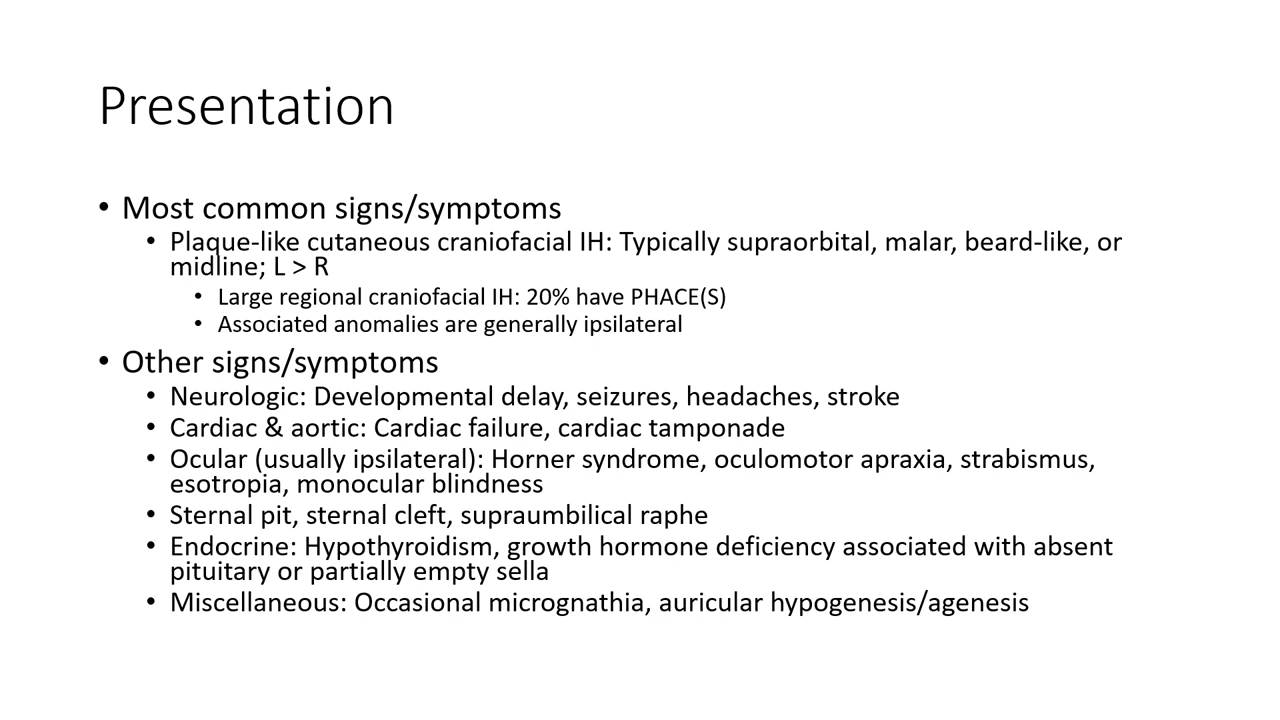 Presentation
• Most common signs/symptoms
• Plaque-like cutaneous craniofacial IH: Typically supraorbital, malar, beard-like, or
midline; L > R
• Large regional craniofacial IH: 20% have PHACE(S)
• Associated anomalies are generally ipsilateral
• Other signs/symptoms
• Neurologic: Developmental delay, seizures, headaches, stroke
• Cardiac & aortic: Cardiac failure, cardiac tamponade
• Ocular (usually ipsilateral): Horner syndrome, oculomotor apraxia, strabismus,
esotropia, monocular blindness
• Sternal pit, sternal cleft, supraumbilical raphe
• Endocrine: Hypothyroidism, growth hormone deficiency associated with absent
pituitary or partially empty sella
• Miscellaneous: Occasional micrognathia, auricular hypogenesis/agenesis